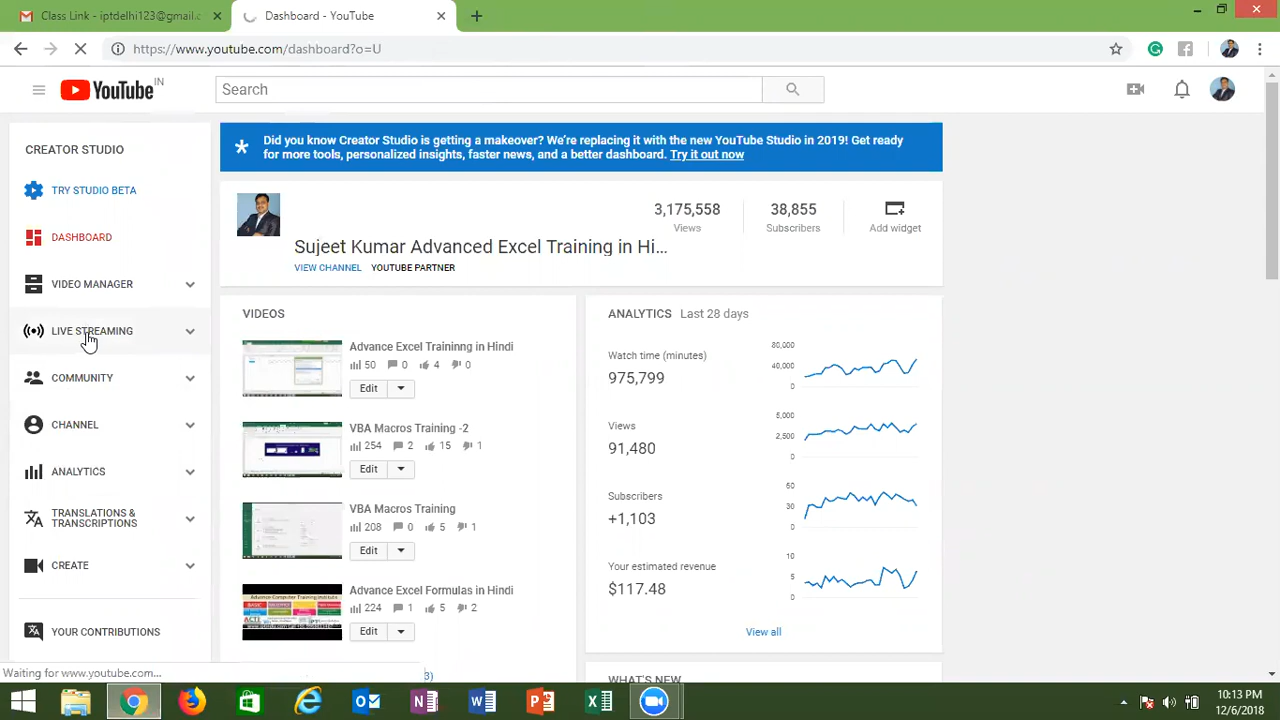 Class Link - iptdelhi123@gmail.
Dashboard - YouTube
https://www.youtube.com/dashboard?o=U
YouTube IN
Search
CREATOR STUDIO
TRY STUDIO BETA
DASHBOARD
VIDEO MANAGER
LIVE STREAMING
COMMUNITY
CHANNEL
ANALYTICS
TRANSLATIONS &
TRANSCRIPTIONS
CREATE
YOUR CONTRIBUTIONS
Did you know Creator Studio is getting a makeover? We're replacing it with the new YouTube Studio in 2019! Get ready
for more tools, personalized insights, faster news, and a better dashboard. Try it out now
Sujeet Kumar Advanced Excel Training in Hi...
VIEW CHANNEL YOUTUBE PARTNER
3,175,558
Views
38,855
Subscribers
Add widget
VIDEOS
Advance Excel Traininng in Hindi
50 0 4 0
Edit
VBA Macros Training -2
254 2 15 1
Edit
VBA Macros Training
208 0 5 1
Edit
Advance Excel Formulas in Hindi
224 1 5 2
Edit
ANALYTICS Last 28 days
Watch time (minutes)
975,799
80,000
40,000
0
Views
91,480
5,000
2,500
0
Subscribers
+1,103
60
30
0
Your estimated revenue
$117.48
10
5
0
View all
WHAT'S NEW
Waiting for www.youtube.com...
3)
10:13 PM
12/6/2018